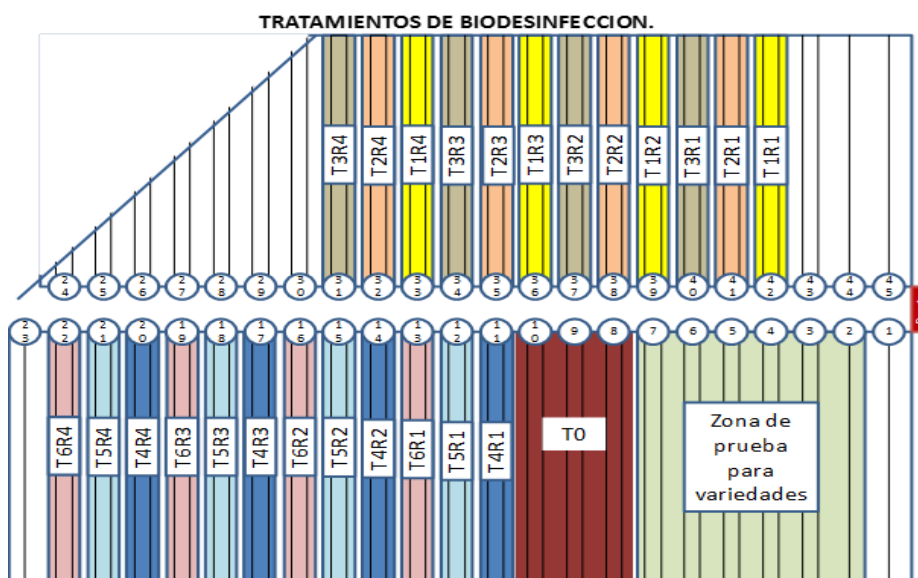 TRATAMIENTOS DE BIODESINFECCION.
T3R4
T2R4
T1R4
T3R3
T2R3
T1R3
T3R2
T2R2
T1R2
T3R1
T2R1
T1R1
24
25
26
27
28
29
30
31
32
33
34
35
36
37
38
39
40
41
42
43
44
45
23
22
21
20
19
18
17
16
15
14
13
12
11
10
9
8
7
6
5
4
3
2
1
T6R4
T5R4
T4R4
T6R3
T5R3
T4R3
T6R2
T5R2
T4R2
T6R1
T5R1
T4R1
T0
Zona de
prueba
para
variedades